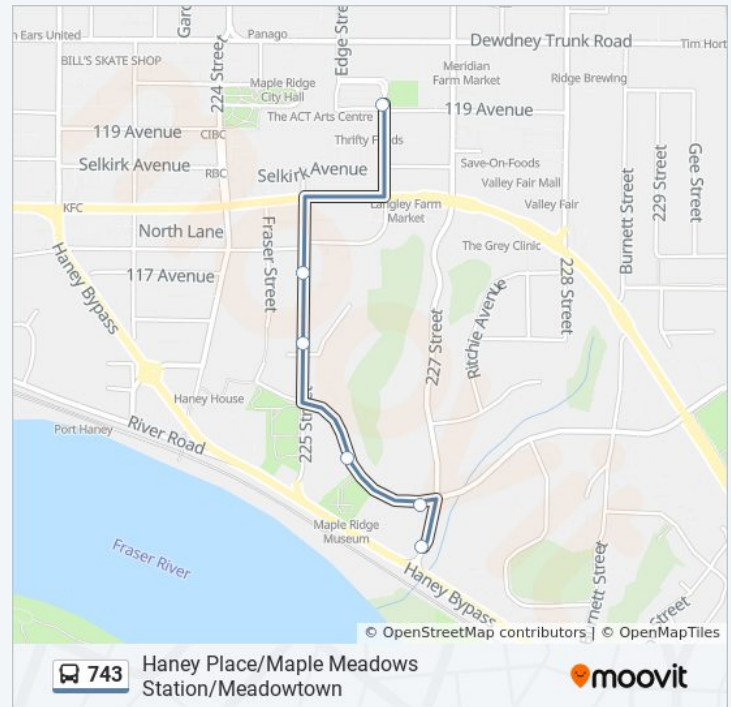 Gard
Edge Stre
n Ears United
Panago
Dewdney Trunk Road
Tim Hort
BILL'S SKATE SHOP
224 Street
Maple Ridge
City Hall
Meridian
Farm Market
Ridge Brewing
The ACT Arts Centre
119 Avenue
119 Avenue
CIBC
Thrifty Foods
Selkirk Avenue
RBC
Selkirk Avenue
Save-On-Foods
Valley Fair Mall
Valley Fair
KFC
Langley Farm
Market
North Lane
The Grey Clinic
Burnett Street
229 Street
Gee Street
Fraser Street
117 Avenue
Haney Bypass
228 Street
227 Street
Ritchie Avenue
Haney House
225 Street
Port Haney
River Road
Maple Ridge
Museum
Fraser River
Haney Bypass
urnett Street
Street
© OpenStreetMap contributors | © OpenMapTiles
743
Haney Place/Maple Meadows
Station/Meadowtown
moovit